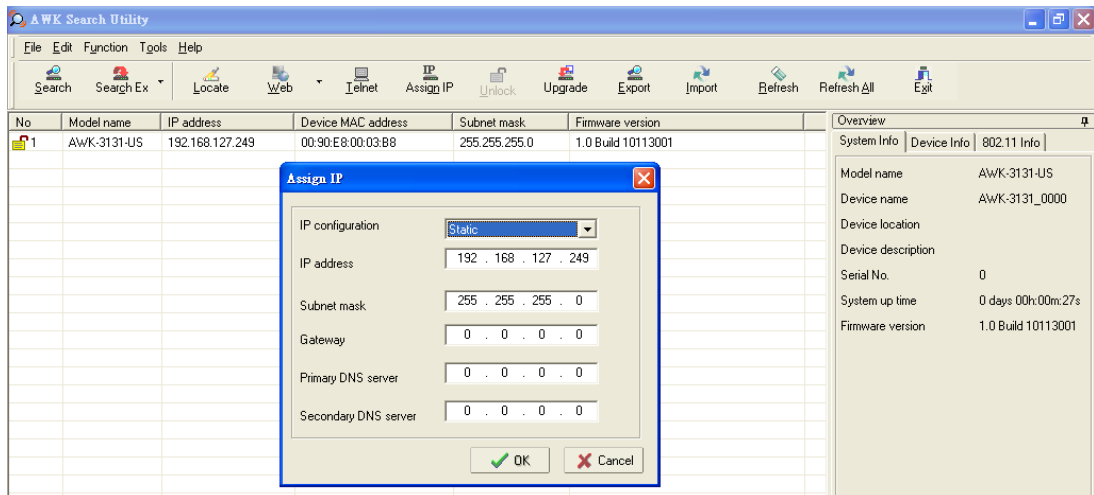 AWK Search Utility
File Edit Function Tools Help
Search Search Ex Locate Web Telnet Assign IP Unlock Upgrade Export Import Refresh Refresh All Exit
No Model name IP address Device MAC address Subnet mask Firmware version
1 AWK-3131-US 192.168.127.249 00:90:E8:00:03:B8 255.255.255.0 1.0 Build 10113001
Assign IP
IP configuration Static
IP address 192 . 168 . 127 . 249
Subnet mask 255 . 255 . 255 . 0
Gateway 0 . 0 . 0 . 0
Primary DNS server 0 . 0 . 0 . 0
Secondary DNS server 0 . 0 . 0 . 0
OK Cancel
Overview
System Info Device Info 802.11 Info
Model name AWK-3131-US
Device name AWK-3131_0000
Device location
Device description
Serial No. 0
System up time 0 days 00h:00m:27s
Firmware version 1.0 Build 10113001